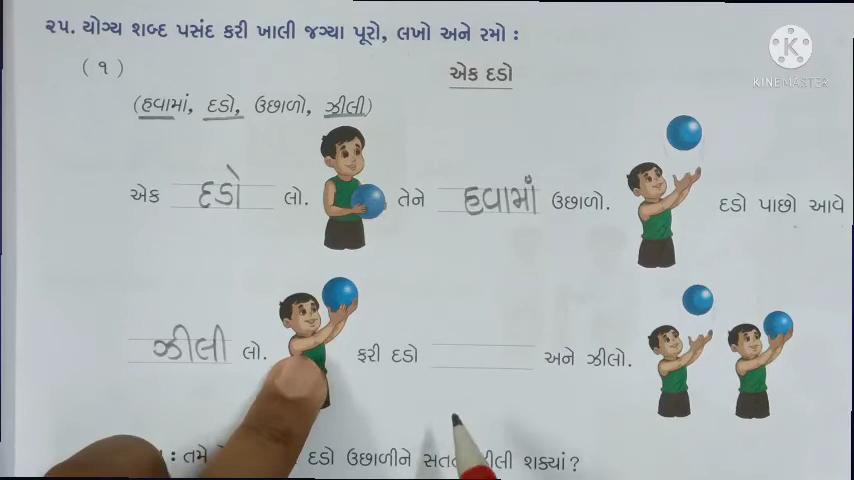 ૨૫. યોગ્ય શબ્દ પસંદ કરી ખાલી જગ્યા પૂરો, લખો અને રમો :
(૧) એક દડો
(હવામાં, દડો, ઉછાળો, ઝીલી)
એક દડો લો. તેને હવામાં ઉછાળો. દડો પાછો આવે
ઝીલી લો. ફરી દડો અને ઝીલો.
: તમે દડો ઉછાળીને શક્યાં?
KINEMASTER